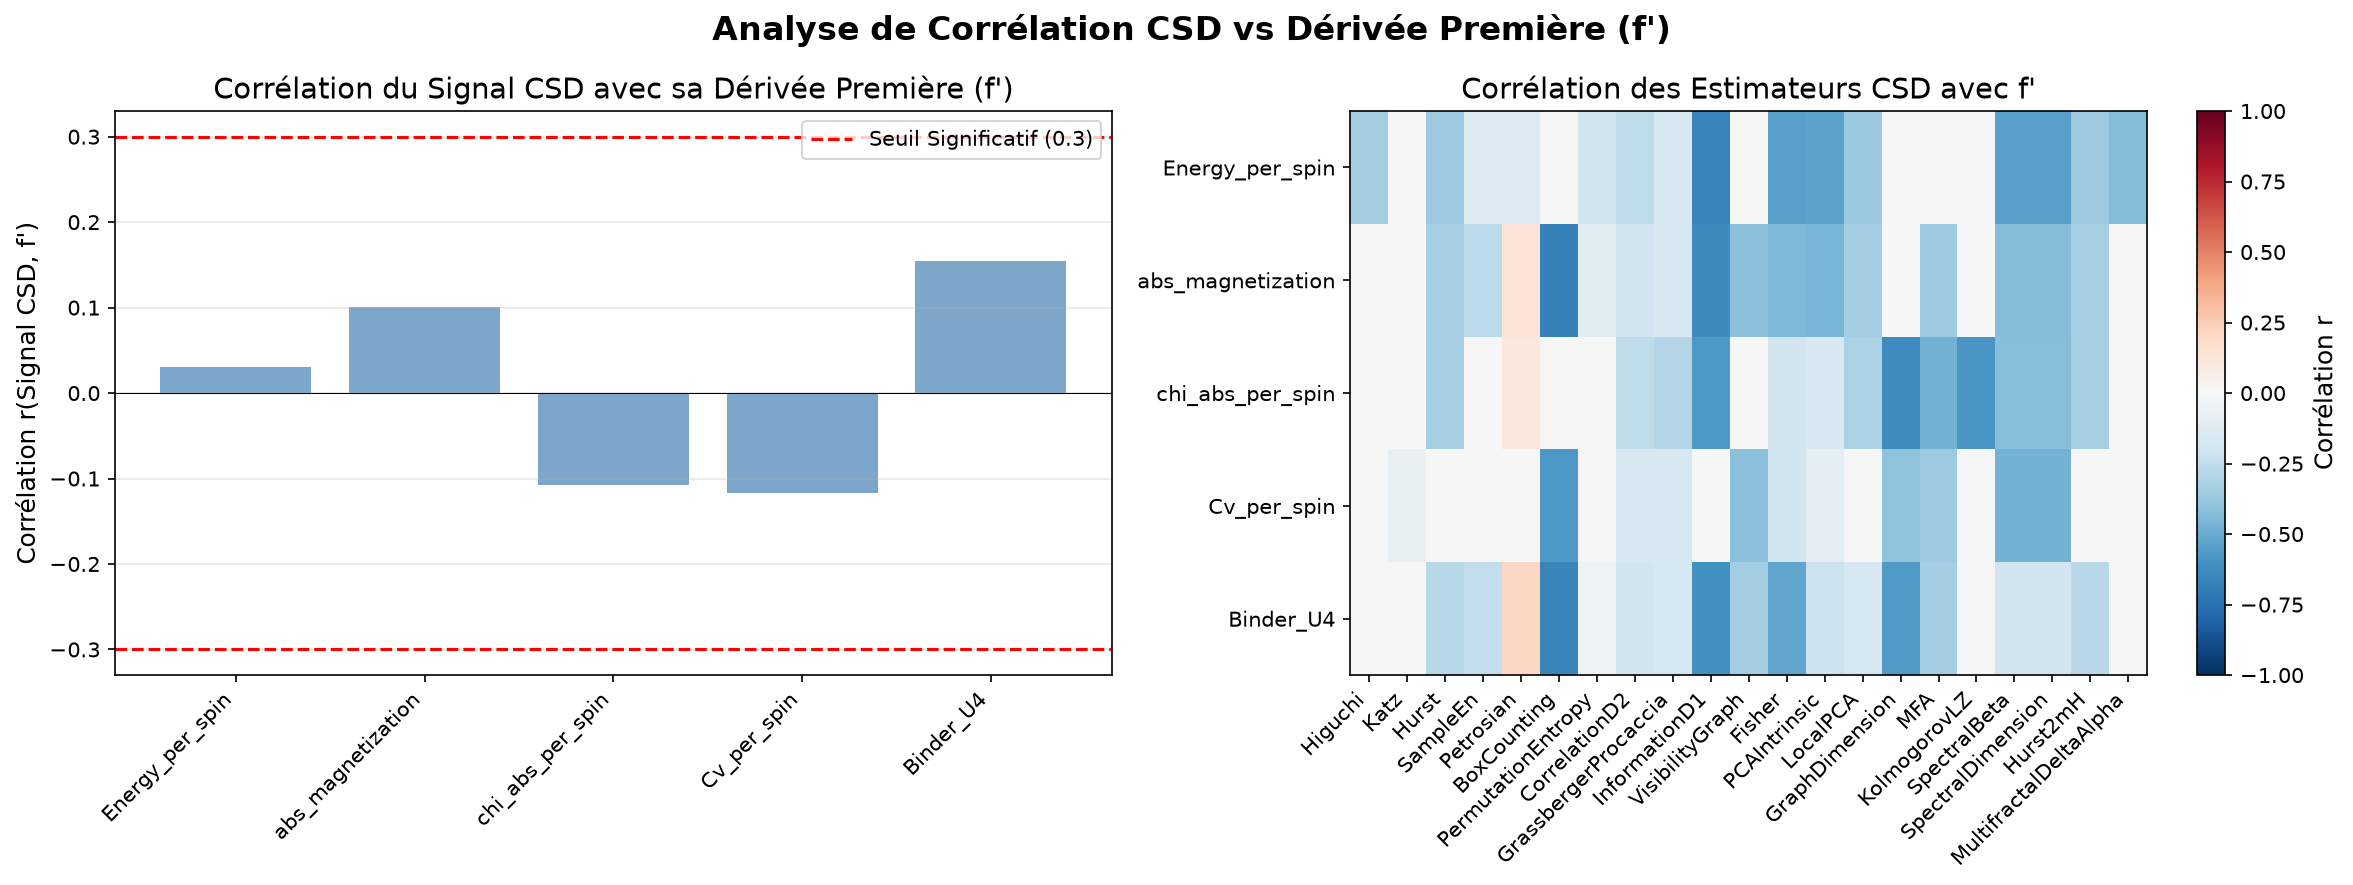 Analyse de Corrélation CSD vs Dérivée Première (f')
Corrélation du Signal CSD avec sa Dérivée Première (f')
Corrélation r(Signal CSD, f')
0.3
0.2
0.1
0.0
−0.1
−0.2
−0.3
Seuil Significatif (0.3)
Energy_per_spin
abs_magnetization
chi_abs_per_spin
Cv_per_spin
Binder_U4
Corrélation des Estimateurs CSD avec f'
Energy_per_spin
abs_magnetization
chi_abs_per_spin
Cv_per_spin
Binder_U4
Higuchi
Katz
Hurst
SampleEn
Petrosian
BoxCounting
PermutationEntropy
CorrelationD2
GrassbergerProcaccia
InformationD1
VisibilityGraph
Fisher
PCAIntrinsic
LocalPCA
GraphDimension
MFA
KolmogorovLZ
SpectralBeta
SpectralDimension
Hurst2mH
MultifractalDeltaAlpha
1.00
0.75
0.50
0.25
0.00
−0.25
−0.50
−0.75
−1.00
Corrélation r